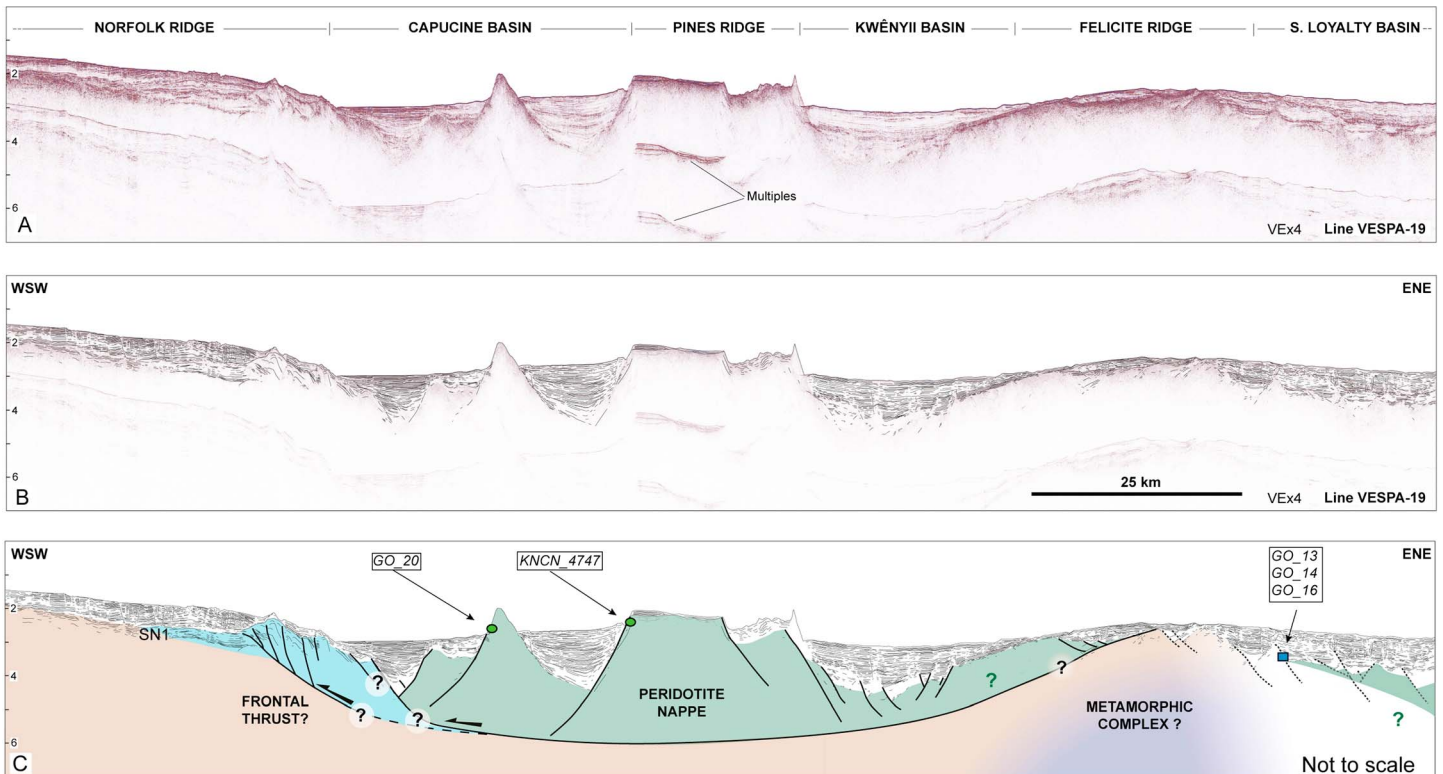 NORFOLK RIDGE CAPUCINE BASIN PINES RIDGE KWÊNYII BASIN FELICITE RIDGE S. LOYALTY BASIN
2
4
Multiples
6
A
VEx4 Line VESPA-19
WSW ENE
2
4
25 km
6
B
VEx4 Line VESPA-19
WSW ENE
GO_20 KNCN_4747 GO_13
GO_14
GO_16
2
SN1
4
? ? ? ? ? ?
FRONTAL
THRUST?
PERIDOTITE
NAPPE
METAMORPHIC
COMPLEX ?
6
C
Not to scale